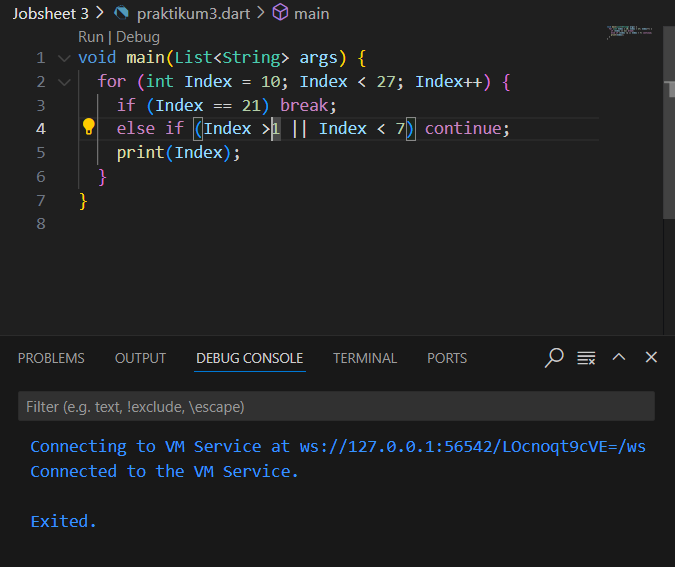 Jobsheet 3 > praktikum3.dart > main
Run | Debug
1 void main(List<String> args) {
2 for (int Index = 10; Index < 27; Index++) {
3 if (Index == 21) break;
4 else if (Index >1 || Index < 7) continue;
5 print(Index);
6 }
7 }
8
PROBLEMS OUTPUT DEBUG CONSOLE TERMINAL PORTS
Filter (e.g. text, !exclude, \escape)
Connecting to VM Service at ws://127.0.0.1:56542/LOcnoqt9cVE=/ws
Connected to the VM Service.
Exited.